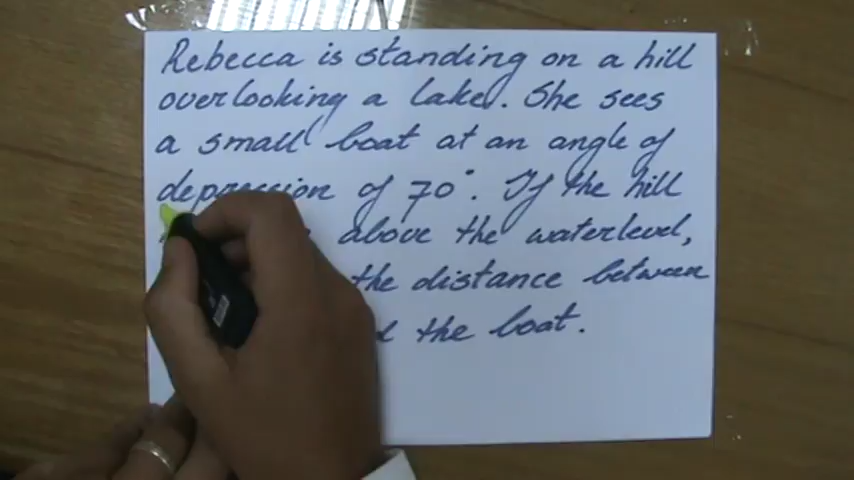 Rebecca is standing on a hill
overlooking a lake. She sees
a small boat at an angle of
depression of 70°. If the hill
above the waterlevel,
the distance between
the boat.